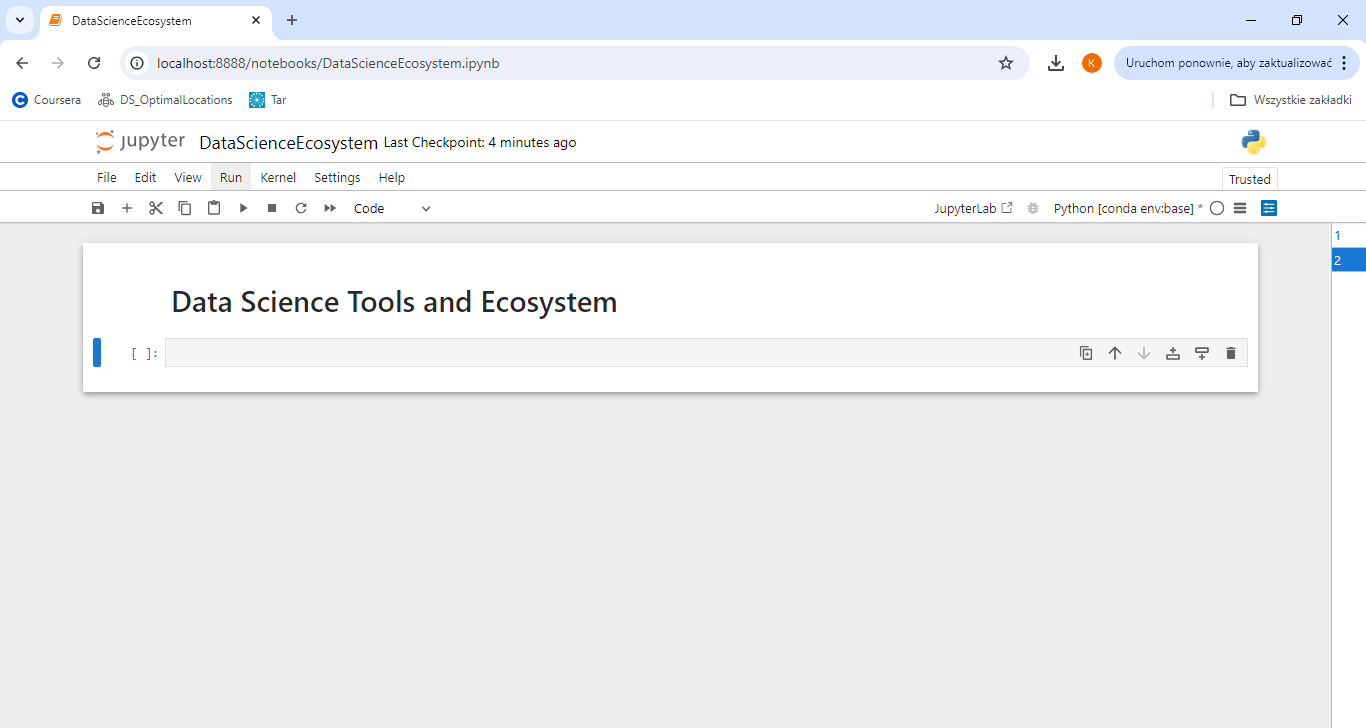 DataScienceEcosystem
localhost:8888/notebooks/DataScienceEcosystem.ipynb
K
Uruchom ponownie, aby zaktualizować
Coursera DS_OptimalLocations Tar Wszystkie zakładki
jupyter DataScienceEcosystem Last Checkpoint: 4 minutes ago
File Edit View Run Kernel Settings Help Trusted
Code JupyterLab Python [conda env:base] *
1
2
Data Science Tools and Ecosystem
[ ]: